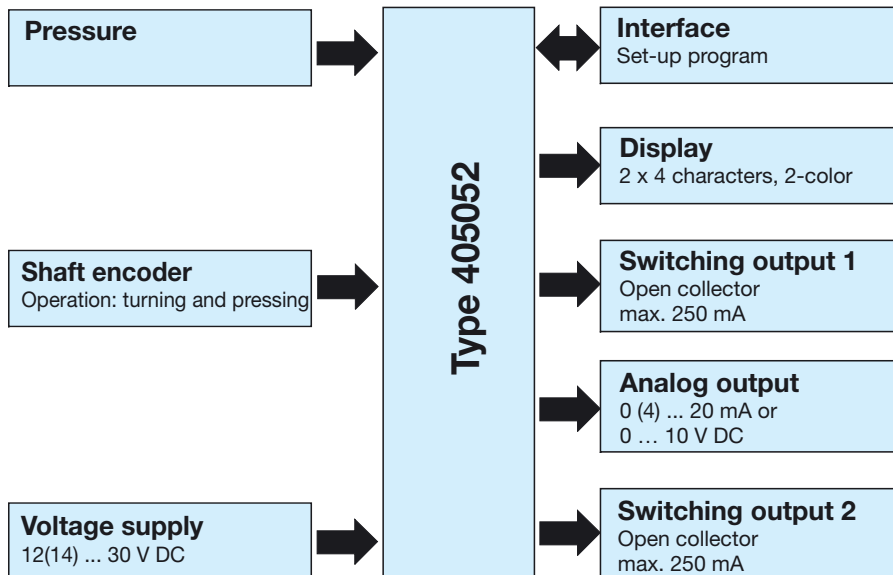 Pressure
Shaft encoder
Operation: turning and pressing
Voltage supply
12(14) ... 30 V DC
Type 405052
Interface
Set-up program
Display
2 x 4 characters, 2-color
Switching output 1
Open collector
max. 250 mA
Analog output
0 (4) ... 20 mA or
0 … 10 V DC
Switching output 2
Open collector
max. 250 mA